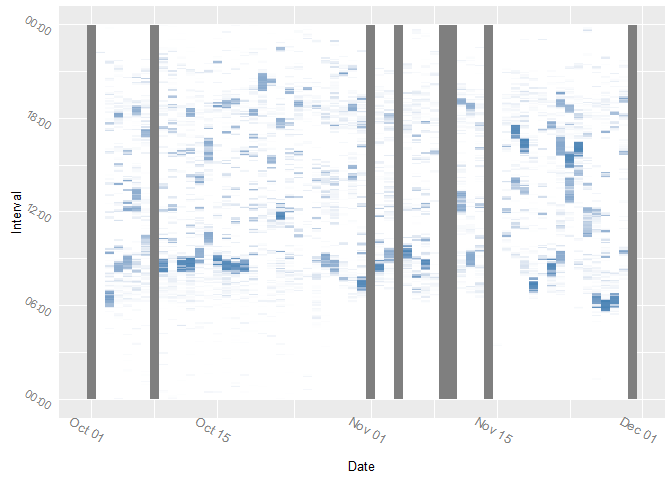 00:00
18:00
12:00
06:00
00:00
Interval
Oct 01
Oct 15
Nov 01
Nov 15
Dec 01
Date